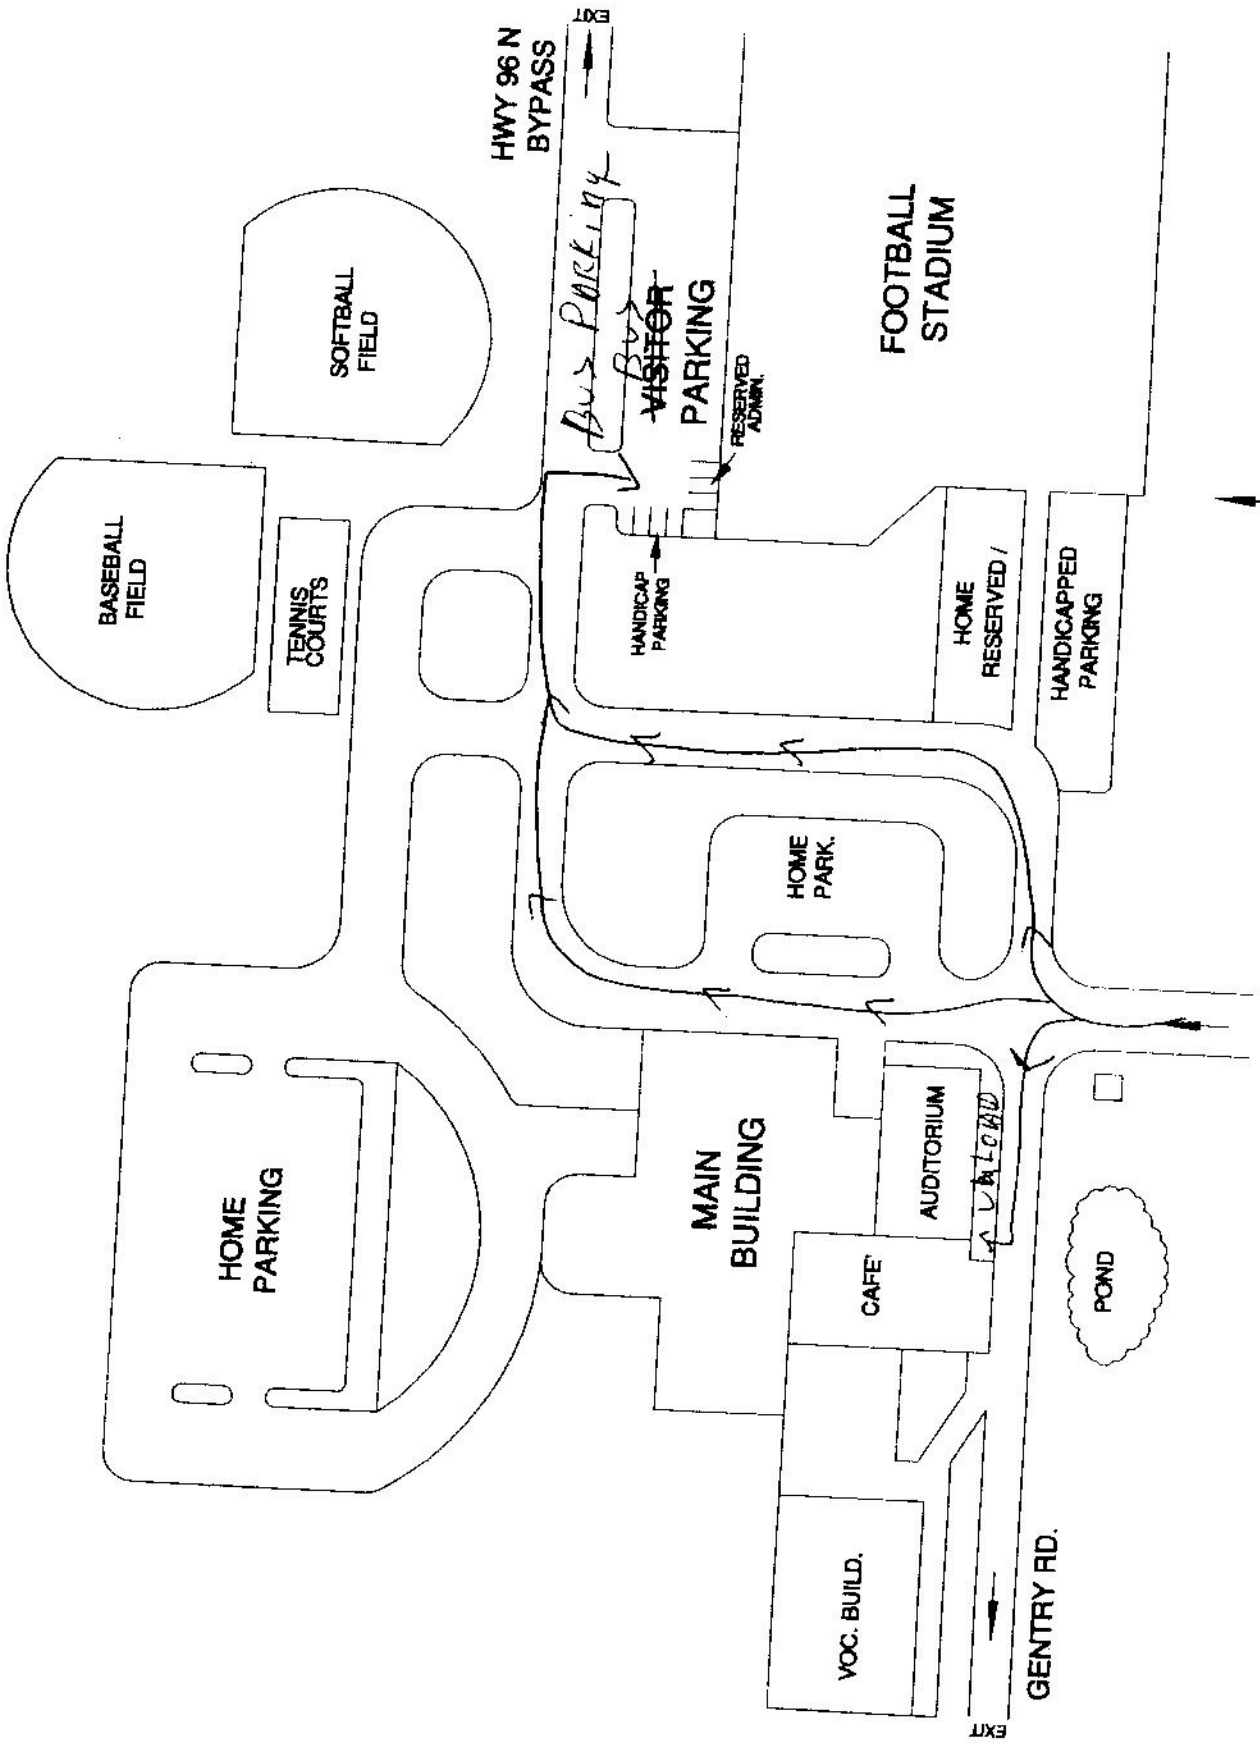 EXIT
HWY 96 N
BYPASS
SOFTBALL
FIELD
BASEBALL
FIELD
TENNIS
COURTS
Bus Parking
Bus
VISITOR
PARKING
RESERVED
ADMIN.
HANDICAP
PARKING
FOOTBALL
STADIUM
HOME
RESERVED /
HANDICAPPED
PARKING
HOME
PARK.
HOME
PARKING
MAIN
BUILDING
AUDITORIUM
UNLOAD
CAFE'
POND
VOC. BUILD.
GENTRY RD.
EXIT